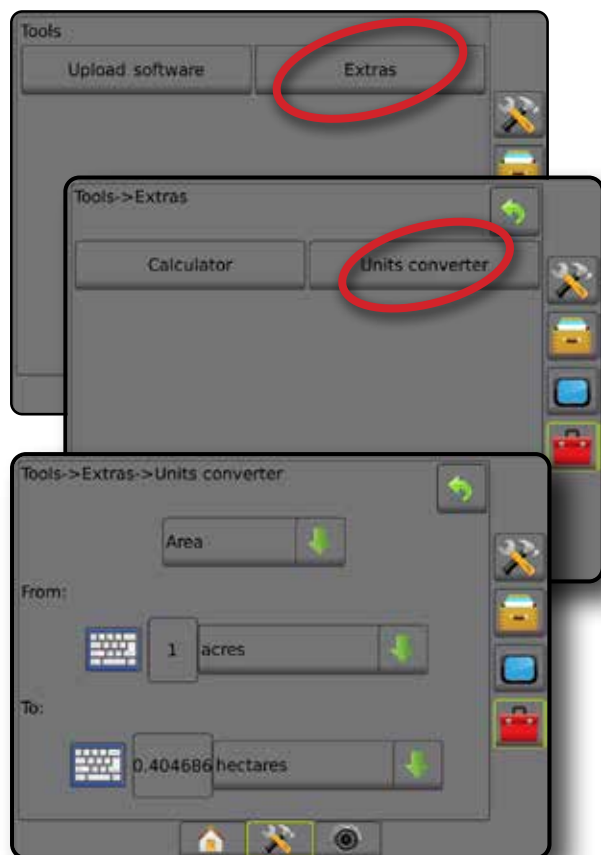 Tools
Upload software Extras
Tools->Extras
Calculator Units converter
Tools->Extras->Units converter
Area
From:
1 acres
To:
0.404686 hectares